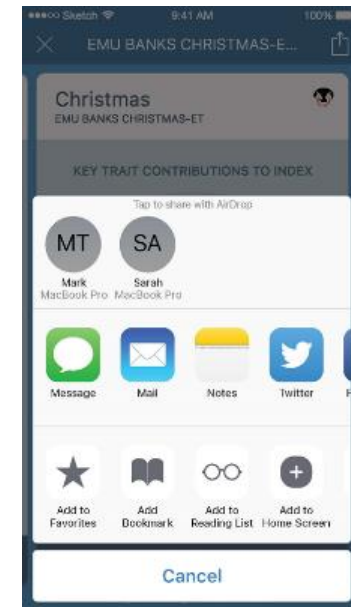 Sketch 9:41 AM 100%
EMU BANKS CHRISTMAS-E...
Christmas
EMU BANKS CHRISTMAS-ET
KEY TRAIT CONTRIBUTIONS TO INDEX
Tap to share with AirDrop
MT SA
Mark Sarah
MacBook Pro MacBook Pro
Message Mail Notes Twitter F
Add to Add Add to Add to
Favorites Bookmark Reading List Home Screen
Cancel